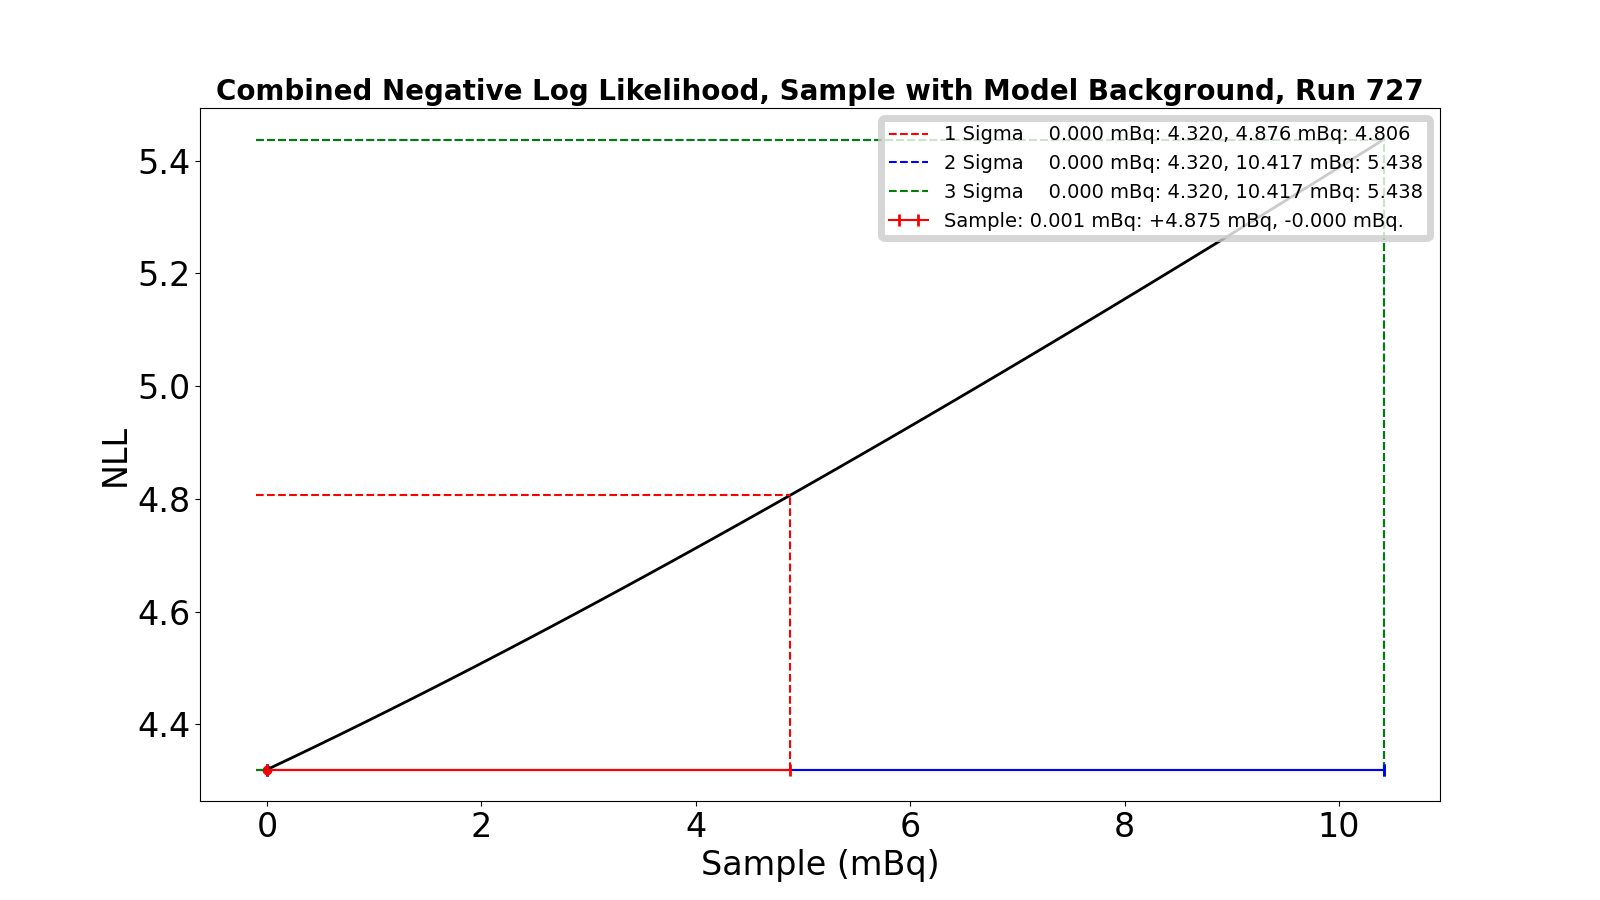 Combined Negative Log Likelihood, Sample with Model Background, Run 727
1 Sigma 0.000 mBq: 4.320, 4.876 mBq: 4.806
2 Sigma 0.000 mBq: 4.320, 10.417 mBq: 5.438
3 Sigma 0.000 mBq: 4.320, 10.417 mBq: 5.438
Sample: 0.001 mBq: +4.875 mBq, -0.000 mBq.
5.4
5.2
5.0
4.8
4.6
4.4
NLL
0 2 4 6 8 10
Sample (mBq)